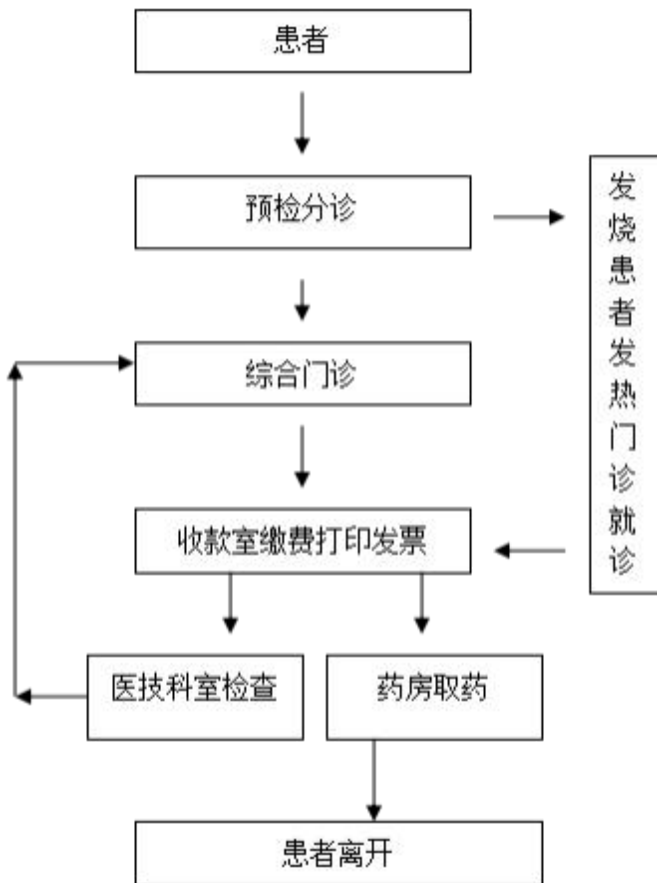 患者
预检分诊
发烧患者发热门诊就诊
综合门诊
收款室缴费打印发票
医技科室检查
药房取药
患者离开